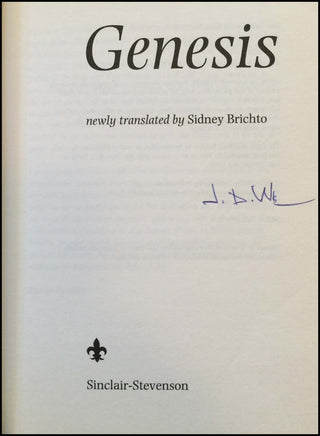 Genesis
newly translated by Sidney Brichto
J. D. W
Sinclair-Stevenson